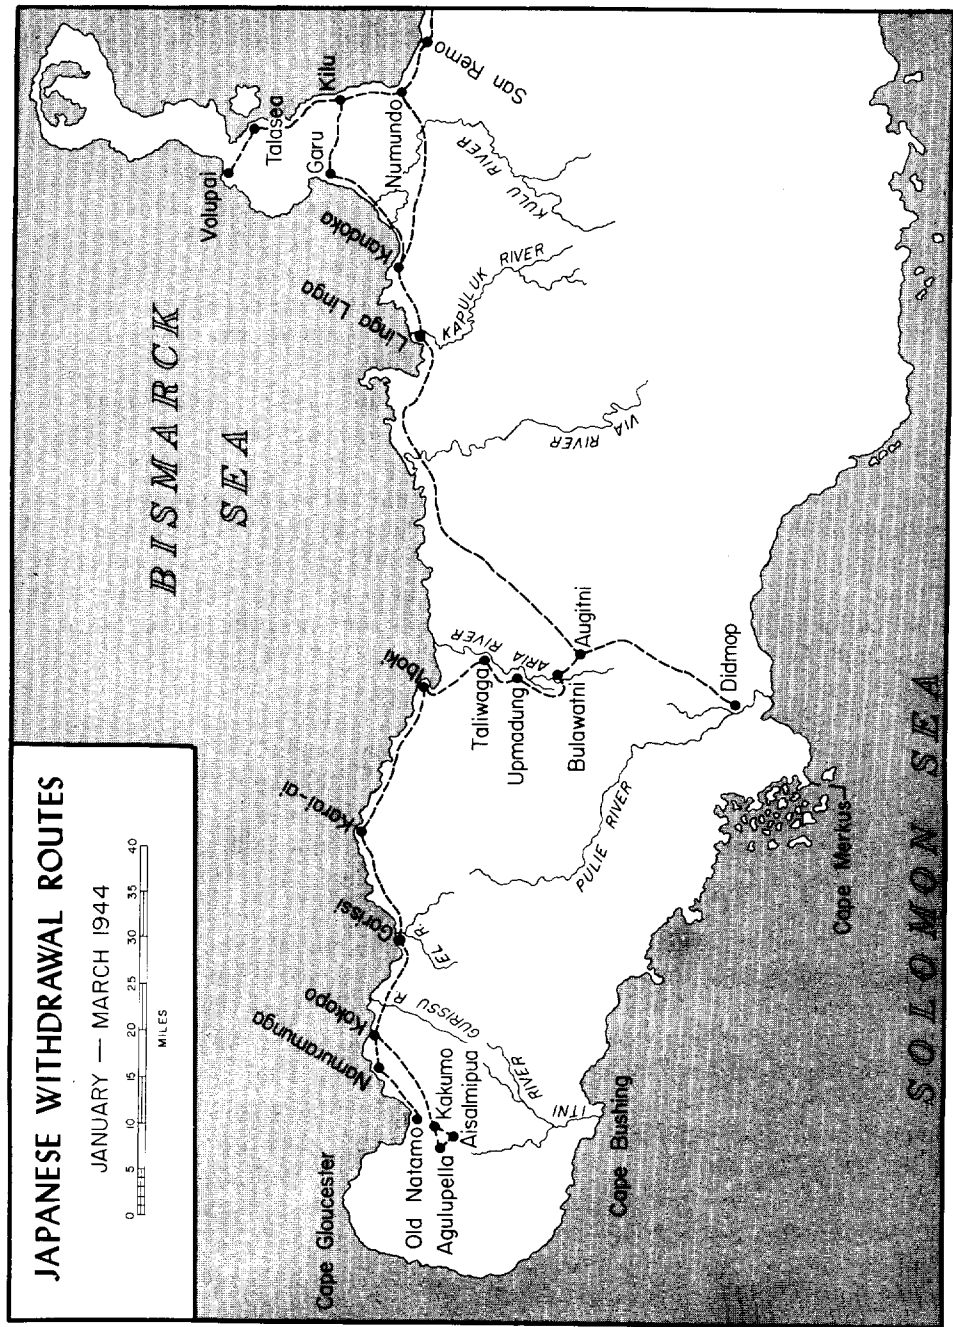 JAPANESE WITHDRAWAL ROUTES
JANUARY — MARCH 1944
0 5 10 15 20 25 30 35 40
MILES
BISMARCK
SEA
Volupai
Talasea
Garu
Kilu
Numundo
San Remo
Kandoka
Linga Linga
KULU RIVER
KAPULUK RIVER
VIA RIVER
Iboki
ARIA RIVER
Taliwaga
Upmadung
Bulawatni
Augitni
Didmop
Karai-ai
Gorissi
JEL R.
PULIE RIVER
Kokopo
Namuramunga
GURISSU R.
Cape Gloucester
Old Natamo
Agulupella
Kakumo
Aisalmipua
ITNI RIVER
Cape Bushing
Cape Merkus
SOLOMON SEA